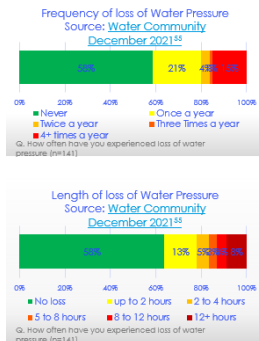 Frequency of loss of Water Pressure
Source: Water Community
December 2021⁵⁵
58% 21% 4%
0% 20% 40% 60% 80% 100%
Never Once a year
Twice a year Three Times a year
4+ times a year
Q. How often have you experienced loss of water
pressure (n=141)
Length of loss of Water Pressure
Source: Water Community
December 2021⁵⁵
58% 13% 5%
0% 20% 40% 60% 80% 100%
No loss up to 2 hours 2 to 4 hours
5 to 8 hours 8 to 12 hours 12+ hours
Q. How often have you experienced loss of water
pressure (n=141)